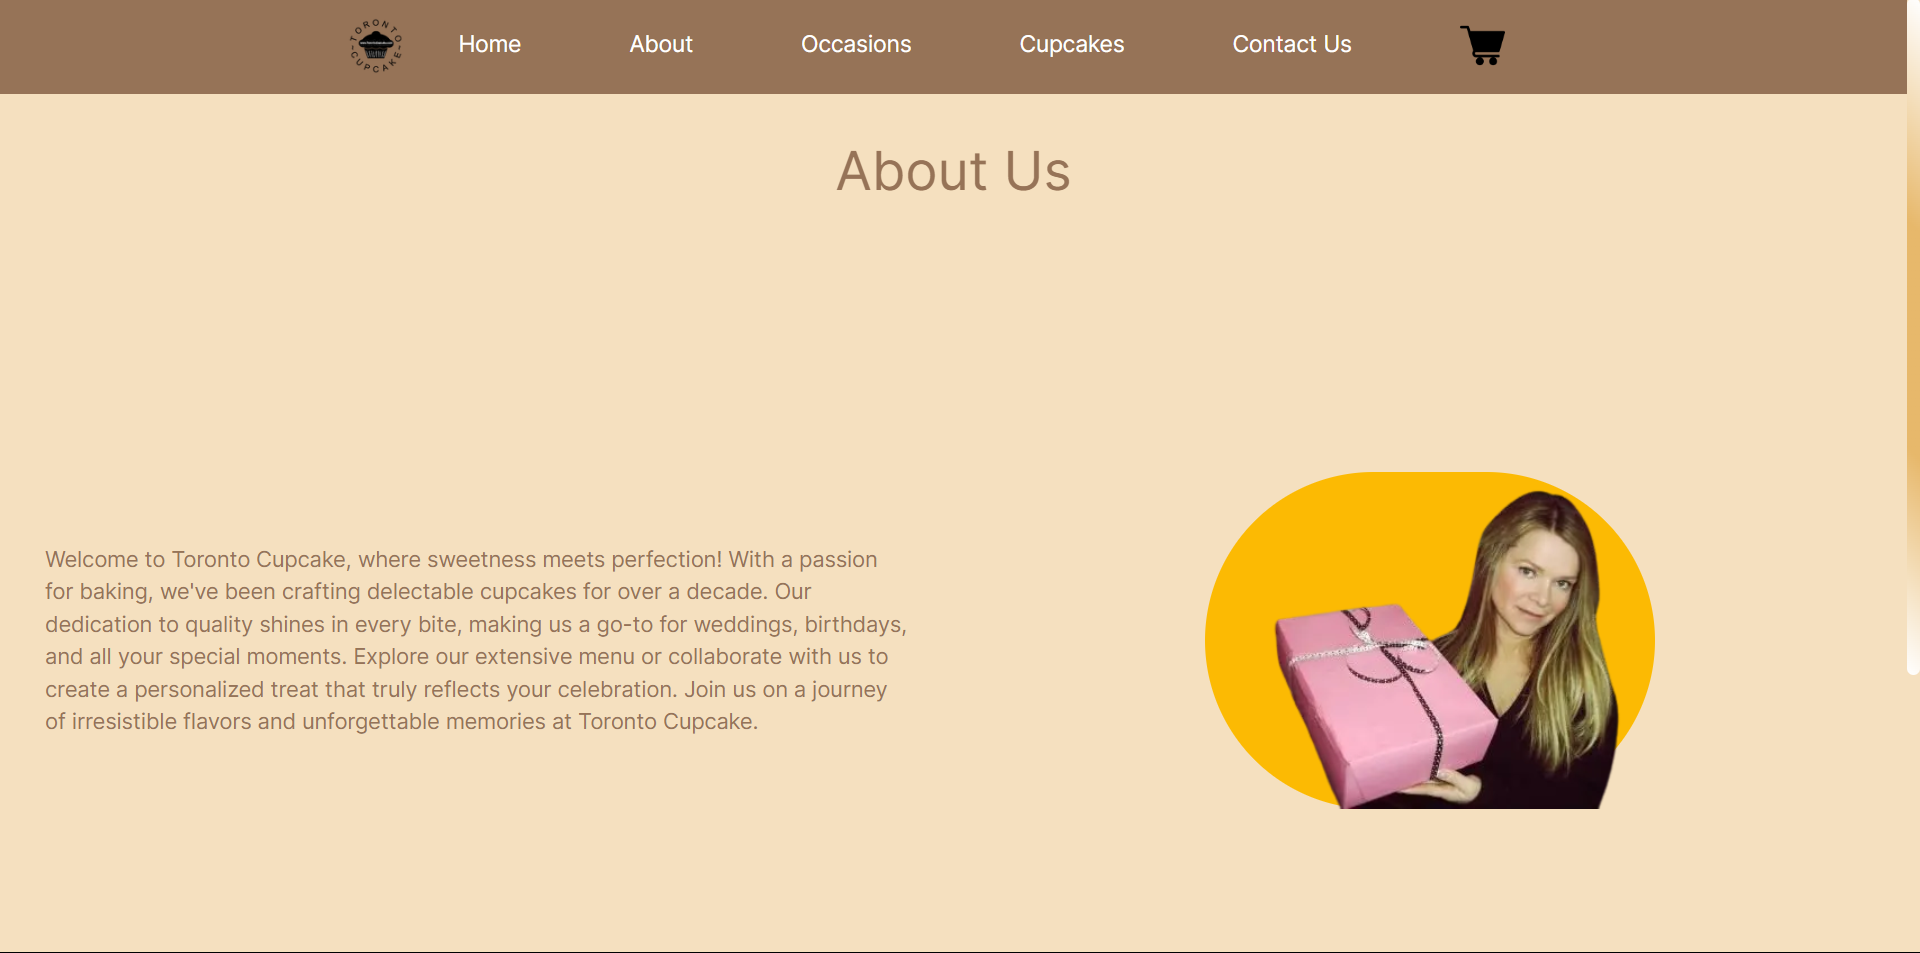 TORONTO
CUPCAKE
Home
About
Occasions
Cupcakes
Contact Us
About Us
Welcome to Toronto Cupcake, where sweetness meets perfection! With a passion
for baking, we've been crafting delectable cupcakes for over a decade. Our
dedication to quality shines in every bite, making us a go-to for weddings, birthdays,
and all your special moments. Explore our extensive menu or collaborate with us to
create a personalized treat that truly reflects your celebration. Join us on a journey
of irresistible flavors and unforgettable memories at Toronto Cupcake.